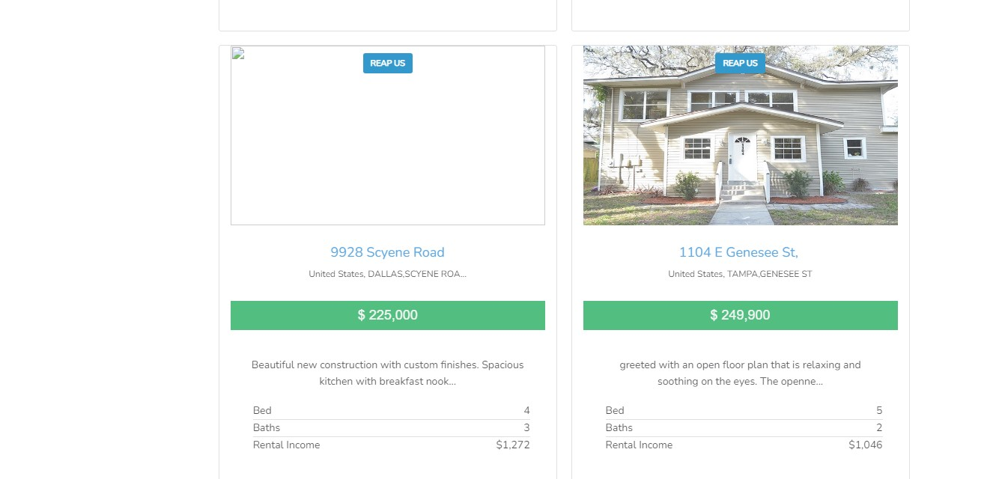 REAP US
9928 Scyene Road
United States, DALLAS,SCYENE ROA...
$ 225,000
Beautiful new construction with custom finishes. Spacious
kitchen with breakfast nook...
Bed 4
Baths 3
Rental Income $1,272
REAP US
1104
1104 E Genesee St,
United States, TAMPA,GENESEE ST
$ 249,900
greeted with an open floor plan that is relaxing and
soothing on the eyes. The openne...
Bed 5
Baths 2
Rental Income $1,046